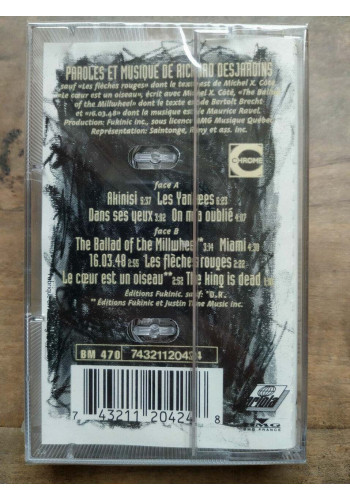 PAROLES ET MUSIQUE DE RICHARD DESJARDINS
sauf «Les flèches rouges» dont le texte est de Michel X. Côté,
«Le cœur est un oiseau», écrit avec Michel X. Côté, «The Ballad
of the Millwheel» dont le texte est de Bertolt Brecht
et «16.03.48» dont la musique est de Maurice Ravel.
Production: Fukinic inc., sous licence BMG Musique Québec
Représentation: Saintonge, et ass. inc.
CHROME
face A
Akinisi 5:37 Les Yankees 6:23
Dans ses yeux 3:52 On m'a oublié 4:07
face B
The Ballad of the Millwheel** Miami 4:30
16.03.48 2:55 Les flèches rouges 2:22
Le cœur est un oiseau** 2:52 The king is dead
Éditions Fukinic, sauf: *D.R.
** Éditions Fukinic et Justin Time Music inc.
BM 470 74321120424
7 43211 20424 8
ariola
BMG
FRANCE